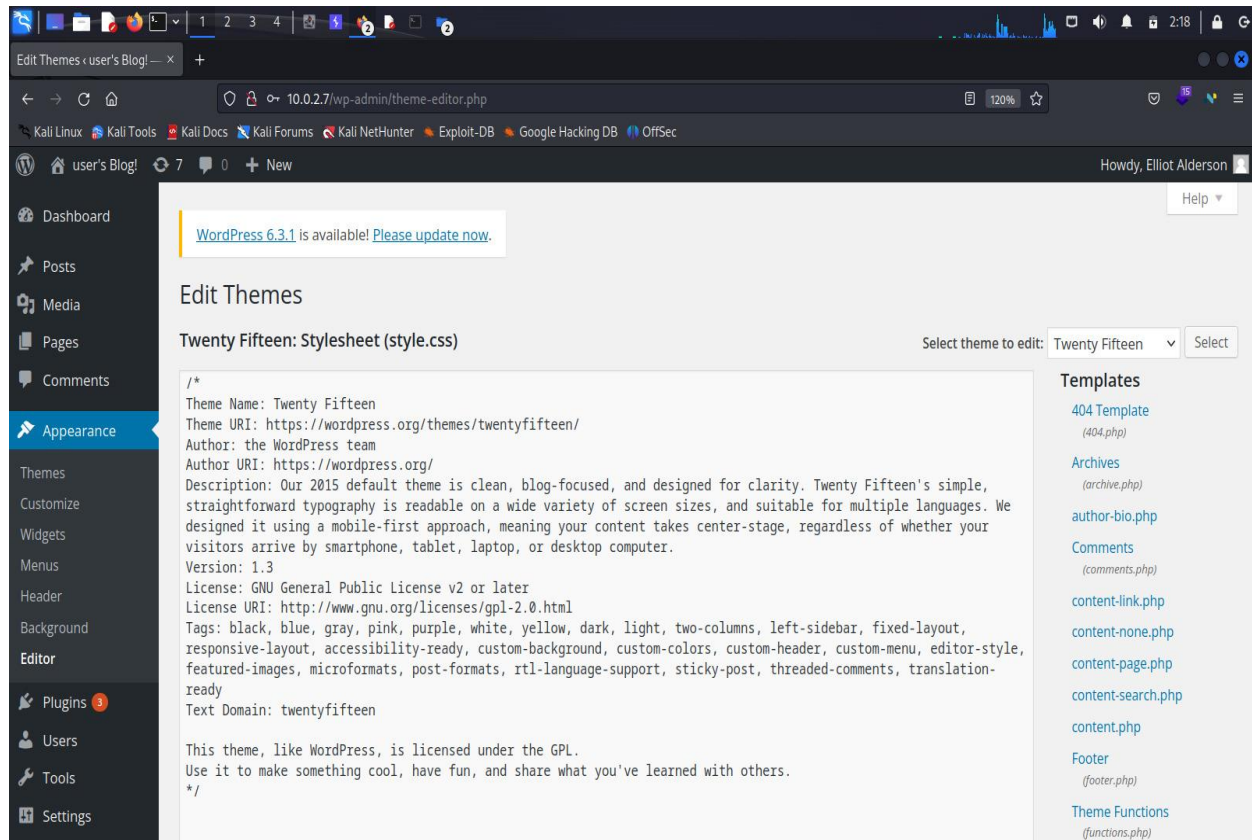 1 2 3 4 2 2 2:18
Edit Themes ‹ user's Blog! —
10.0.2.7/wp-admin/theme-editor.php 120% 15
Kali Linux Kali Tools Kali Docs Kali Forums Kali NetHunter Exploit-DB Google Hacking DB OffSec
user's Blog! 7 0 New Howdy, Elliot Alderson
Help
Dashboard
WordPress 6.3.1 is available! Please update now.
Posts
Media
Pages
Comments
Appearance
Themes
Customize
Widgets
Menus
Header
Background
Editor
Plugins 3
Users
Tools
Settings
Edit Themes
Twenty Fifteen: Stylesheet (style.css)
Select theme to edit: Twenty Fifteen Select
/*
Theme Name: Twenty Fifteen
Theme URI: https://wordpress.org/themes/twentyfifteen/
Author: the WordPress team
Author URI: https://wordpress.org/
Description: Our 2015 default theme is clean, blog-focused, and designed for clarity. Twenty Fifteen's simple,
straightforward typography is readable on a wide variety of screen sizes, and suitable for multiple languages. We
designed it using a mobile-first approach, meaning your content takes center-stage, regardless of whether your
visitors arrive by smartphone, tablet, laptop, or desktop computer.
Version: 1.3
License: GNU General Public License v2 or later
License URI: http://www.gnu.org/licenses/gpl-2.0.html
Tags: black, blue, gray, pink, purple, white, yellow, dark, light, two-columns, left-sidebar, fixed-layout,
responsive-layout, accessibility-ready, custom-background, custom-colors, custom-header, custom-menu, editor-style,
featured-images, microformats, post-formats, rtl-language-support, sticky-post, threaded-comments, translation-
ready
Text Domain: twentyfifteen
This theme, like WordPress, is licensed under the GPL.
Use it to make something cool, have fun, and share what you've learned with others.
*/
Templates
404 Template
(404.php)
Archives
(archive.php)
author-bio.php
Comments
(comments.php)
content-link.php
content-none.php
content-page.php
content-search.php
content.php
Footer
(footer.php)
Theme Functions
(functions.php)